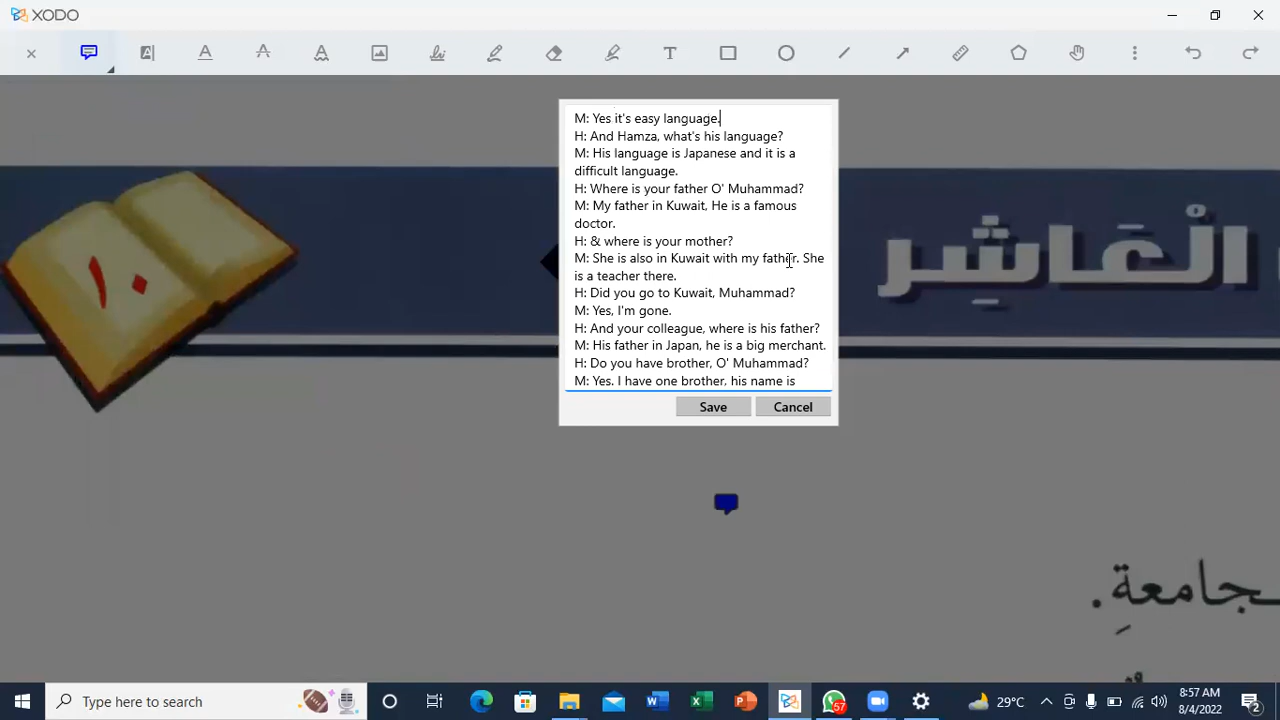 XODO
M: Yes it's easy language.
H: And Hamza, what's his language?
M: His language is Japanese and it is a
difficult language.
H: Where is your father O' Muhammad?
M: My father in Kuwait, He is a famous
doctor.
H: & where is your mother?
M: She is also in Kuwait with my father. She
is a teacher there.
H: Did you go to Kuwait, Muhammad?
M: Yes, I'm gone.
H: And your colleague, where is his father?
M: His father in Japan, he is a big merchant.
H: Do you have brother, O' Muhammad?
M: Yes. I have one brother, his name is
Save Cancel
١٠
الْعَاشِر
ـجامعةِ.
Type here to search
57
29°C
8:57 AM
8/4/2022
2